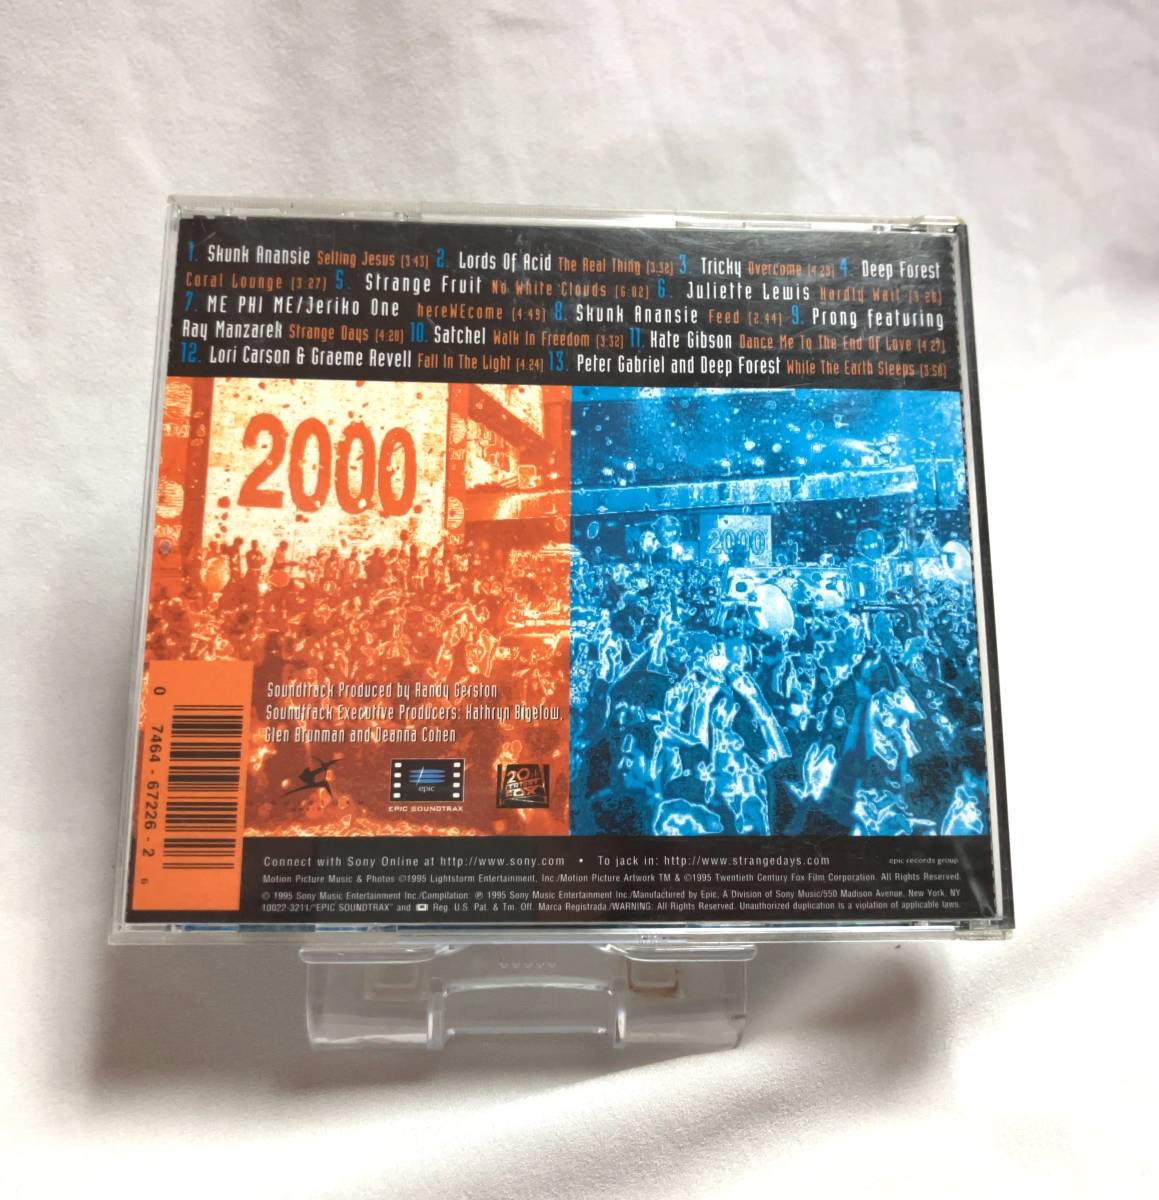 1. Skunk Anansie Selling Jesus (3:43) 2. Lords Of Acid The Real Thing (3:32) 3. Tricky Overcome (4:29) 4. Deep Forest
Coral Lounge (3:27) 5. Strange Fruit No White Clouds (6:02) 6. Juliette Lewis Hardly Wait
7. ME PHI ME/Jeriko One hereWEcome (4:49) 8. Skunk Anansie Feed (2:44) 9. Prong featuring
Ray Manzarek Strange Days (4:20) 10. Satchel Walk In Freedom (3:32) 11. Kate Gibson Dance Me To The End Of Love (4:27)
12. Lori Carson & Graeme Revell Fall In The Light (4:24) 13. Peter Gabriel and Deep Forest While The Earth Sleeps (3:56)
2000
2000
Soundtrack Produced by Randy Gerston
Soundtrack Executive Producers: Kathryn Bigelow,
Glen Brunman and Deanna Cohen
epic
EPIC SOUNDTRAX
20th
CENTURY
FOX
0 7464-67226-2 6
Connect with Sony Online at http://www.sony.com • To jack in: http://www.strangedays.com
epic records group
Motion Picture Music & Photos ©1995 Lightstorm Entertainment, Inc./Motion Picture Artwork TM & ©1995 Twentieth Century Fox Film Corporation. All Rights Reserved.
© 1995 Sony Music Entertainment Inc./Compilation ℗ 1995 Sony Music Entertainment Inc./Manufactured by Epic, A Division of Sony Music/550 Madison Avenue, New York, NY
10022-3211/"EPIC SOUNDTRAX" and Reg. U.S. Pat. & Tm. Off. Marca Registrada./WARNING: All Rights Reserved. Unauthorized duplication is a violation of applicable laws.